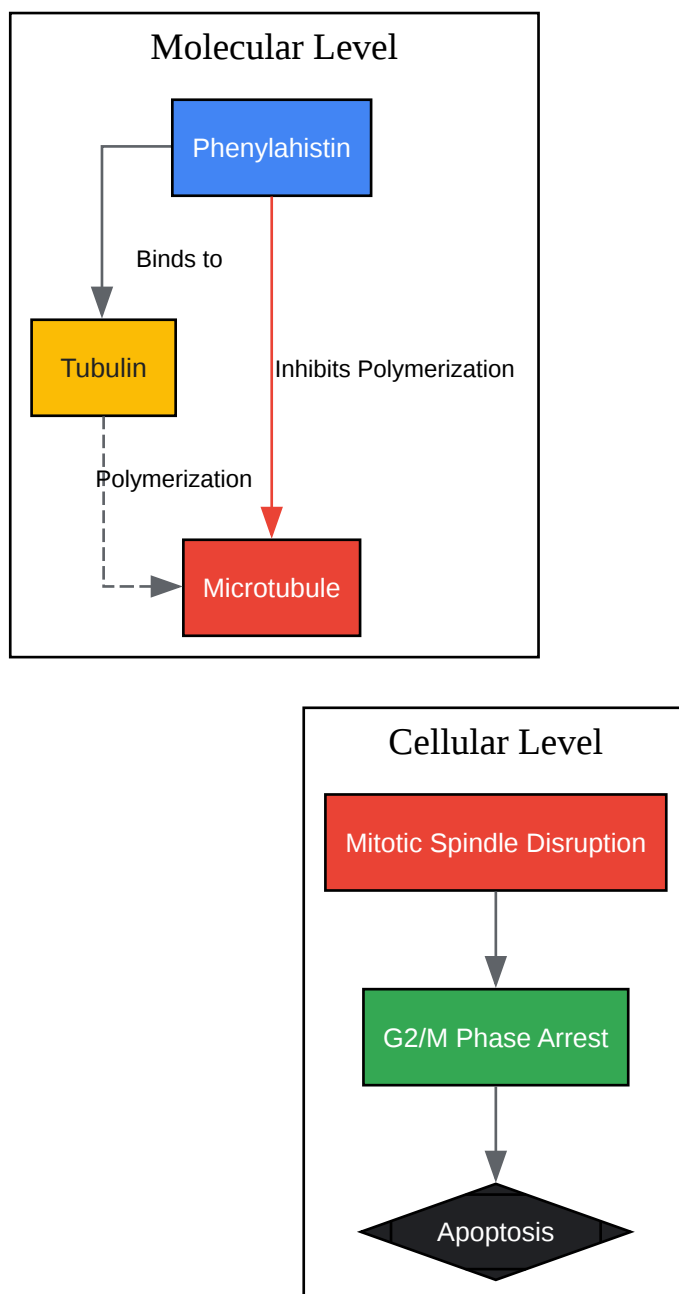 Molecular Level
Phenylahistin
Binds to
Tubulin
Inhibits Polymerization
Polymerization
Microtubule
Cellular Level
Mitotic Spindle Disruption
G2/M Phase Arrest
Apoptosis